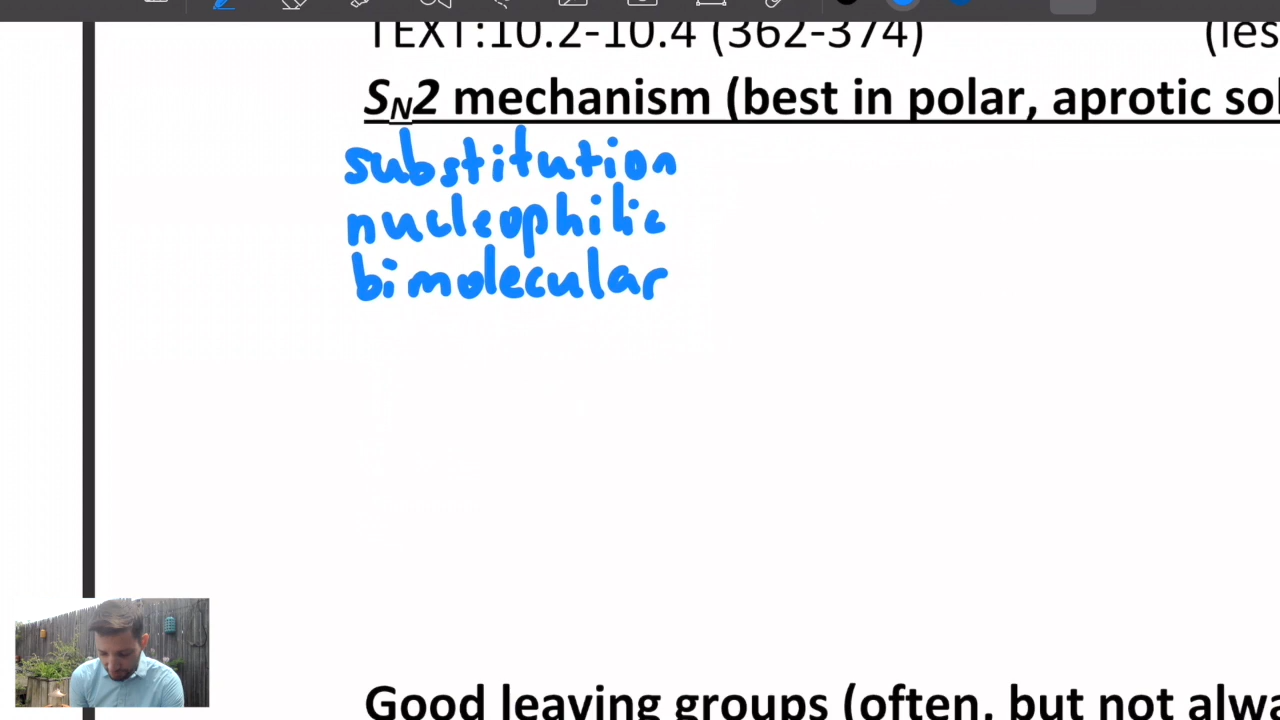 TEXT:10.2-10.4 (362-374) (les
SN2 mechanism (best in polar, aprotic sol
substitution
nucleophilic
bimolecular
Good leaving groups (often, but not alwa